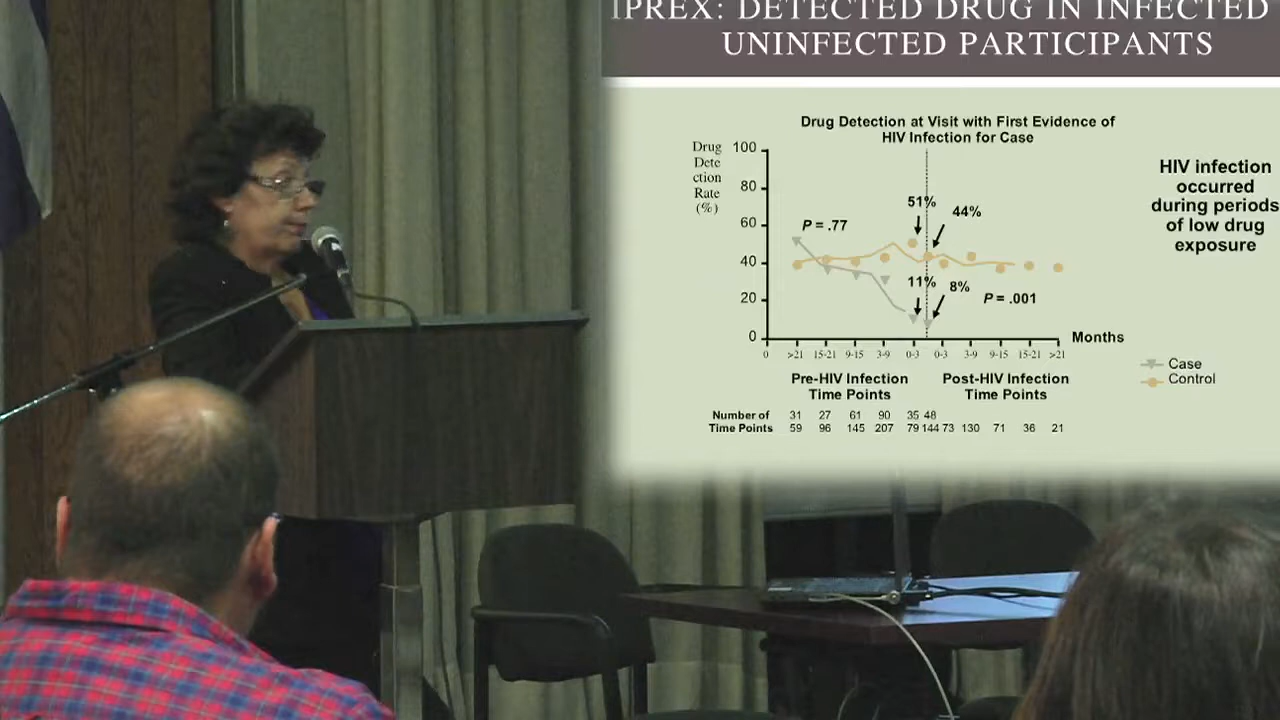 IPREX: DETECTED DRUG IN INFECTED
UNINFECTED PARTICIPANTS
Drug Detection at Visit with First Evidence of
HIV Infection for Case
Drug
Dete
ction
Rate
(%)
100
80
60
40
20
0
P = .77
51%
44%
11%
8%
P = .001
Months
0 >21 15-21 9-15 3-9 0-3 0-3 3-9 9-15 15-21 >21
Pre-HIV Infection
Time Points
Post-HIV Infection
Time Points
Case
Control
Number of
Time Points
31 27 61 90 35 48
59 96 145 207 79 144 73 130 71 36 21
HIV infection
occurred
during periods
of low drug
exposure